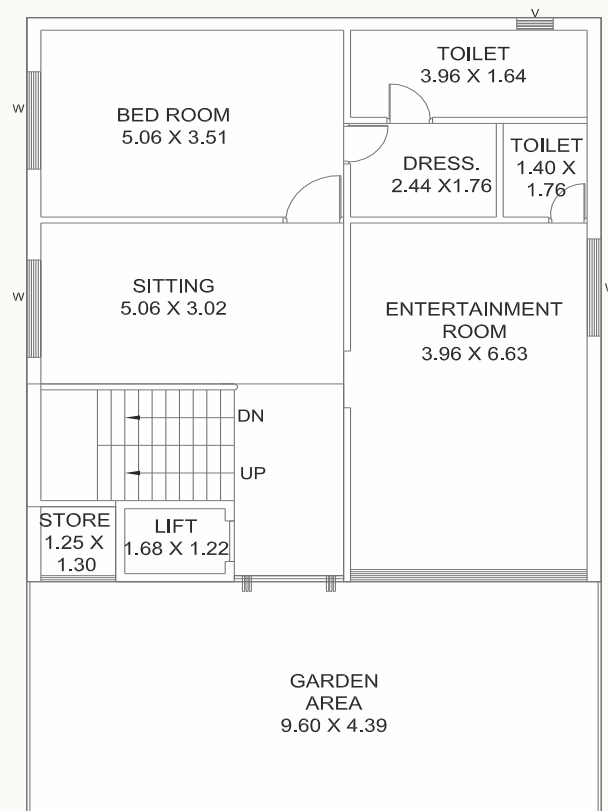 V
TOILET
3.96 X 1.64
W
BED ROOM
5.06 X 3.51
TOILET
1.40 X
1.76
DRESS.
2.44 X1.76
W
SITTING
5.06 X 3.02
ENTERTAINMENT
ROOM
3.96 X 6.63
DN
UP
STORE
1.25 X
1.30
LIFT
1.68 X 1.22
GARDEN
AREA
9.60 X 4.39